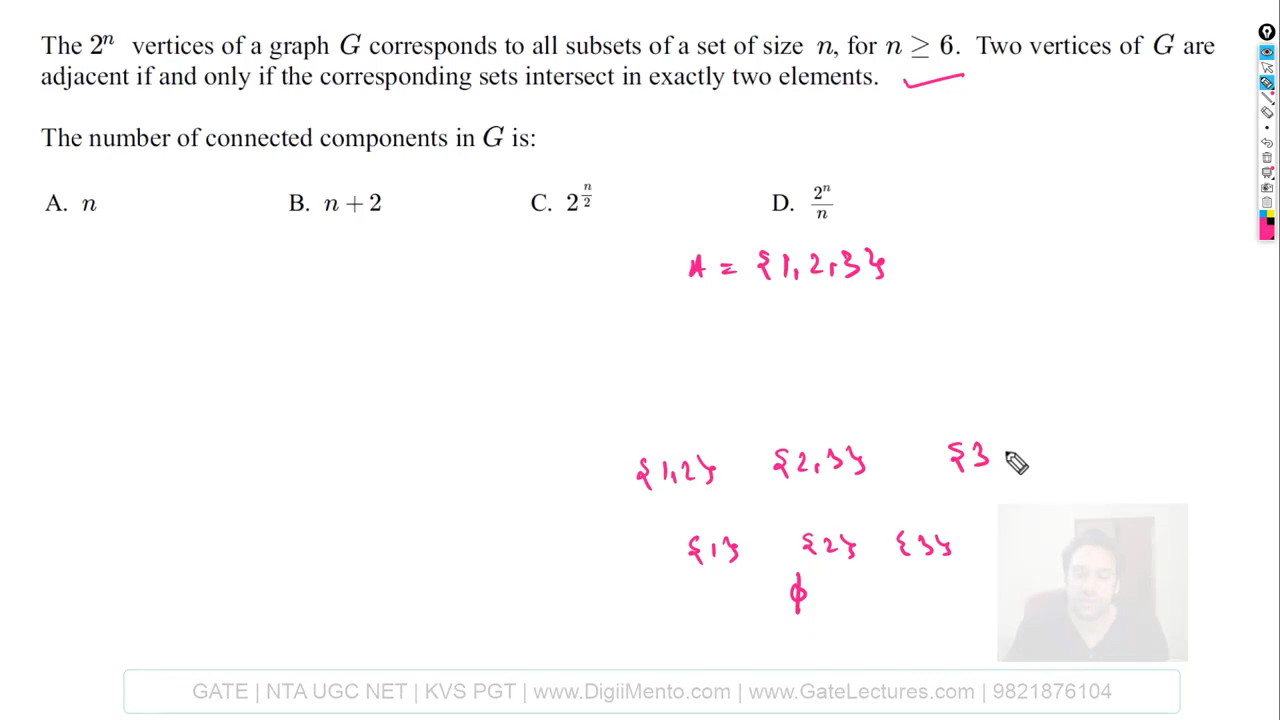 The 2ⁿ vertices of a graph G corresponds to all subsets of a set of size n, for n ≥ 6. Two vertices of G are
adjacent if and only if the corresponding sets intersect in exactly two elements.
The number of connected components in G is:
A. n B. n + 2 C. 2^(n/2) D. 2ⁿ/n
A = {1,2,3}
{1,2} {2,3} {3
{1} {2} {3}
ϕ
GATE | NTA UGC NET | KVS PGT | www.DigiiMento.com | www.GateLectures.com | 9821876104